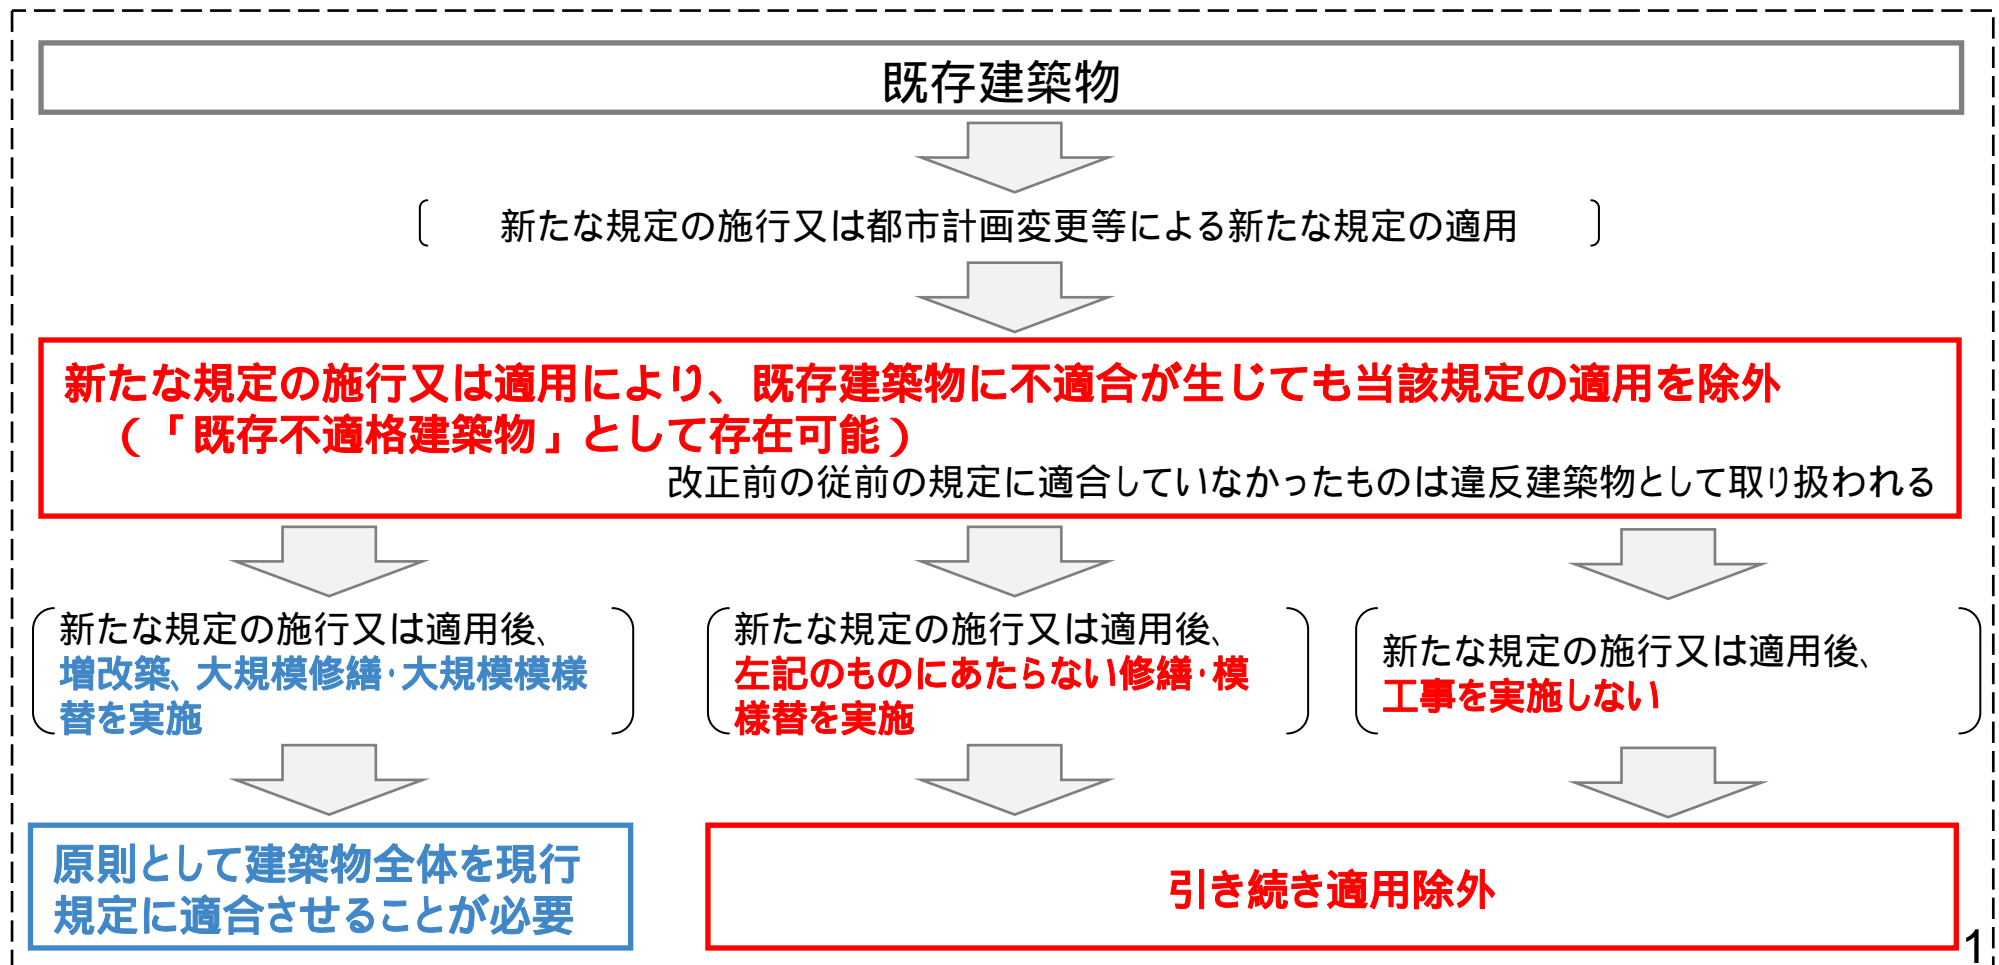 既存建築物
新たな規定の施行又は都市計画変更等による新たな規定の適用
新たな規定の施行又は適用により、既存建築物に不適合が生じても当該規定の適用を除外
（「既存不適格建築物」として存在可能）
改正前の従前の規定に適合していなかったものは違反建築物として取り扱われる
新たな規定の施行又は適用後、
増改築、大規模修繕・大規模模様
替を実施
新たな規定の施行又は適用後、
左記のものにあたらない修繕・模
様替を実施
新たな規定の施行又は適用後、
工事を実施しない
原則として建築物全体を現行
規定に適合させることが必要
引き続き適用除外
1